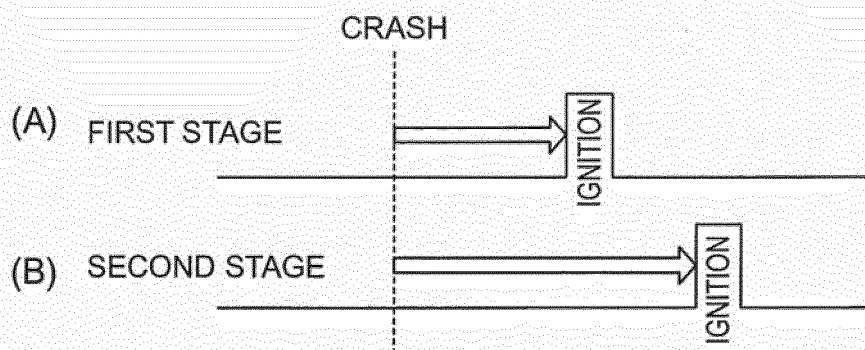 CRASH
(A) FIRST STAGE
IGNITION
(B) SECOND STAGE
IGNITION